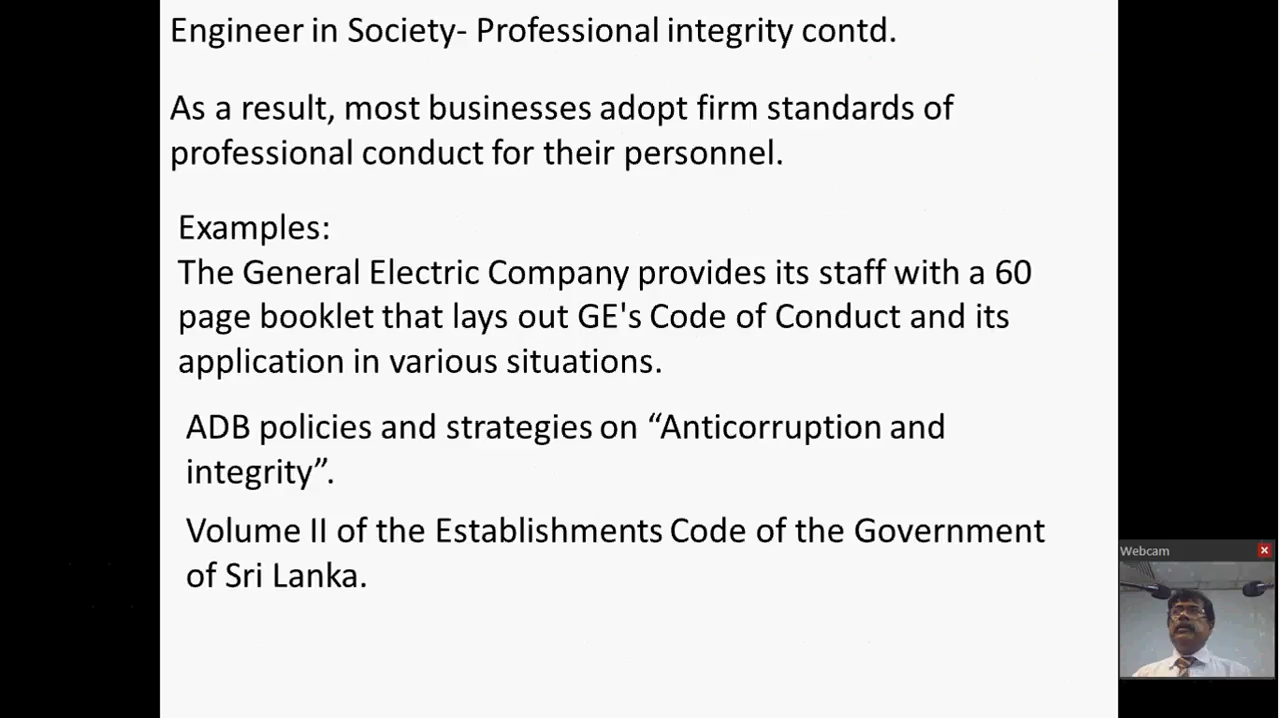 Engineer in Society- Professional integrity contd.
As a result, most businesses adopt firm standards of
professional conduct for their personnel.
Examples:
The General Electric Company provides its staff with a 60
page booklet that lays out GE's Code of Conduct and its
application in various situations.
ADB policies and strategies on “Anticorruption and
integrity”.
Volume II of the Establishments Code of the Government
of Sri Lanka.
Webcam